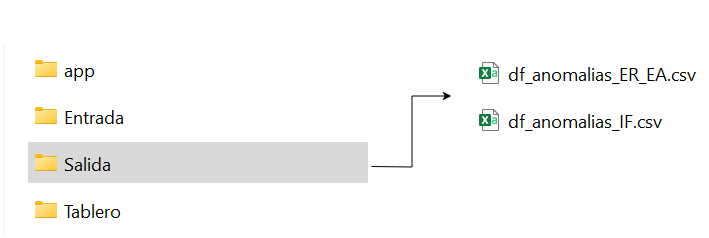 app
Entrada
Salida
Tablero
df_anomalias_ER_EA.csv
df_anomalias_IF.csv